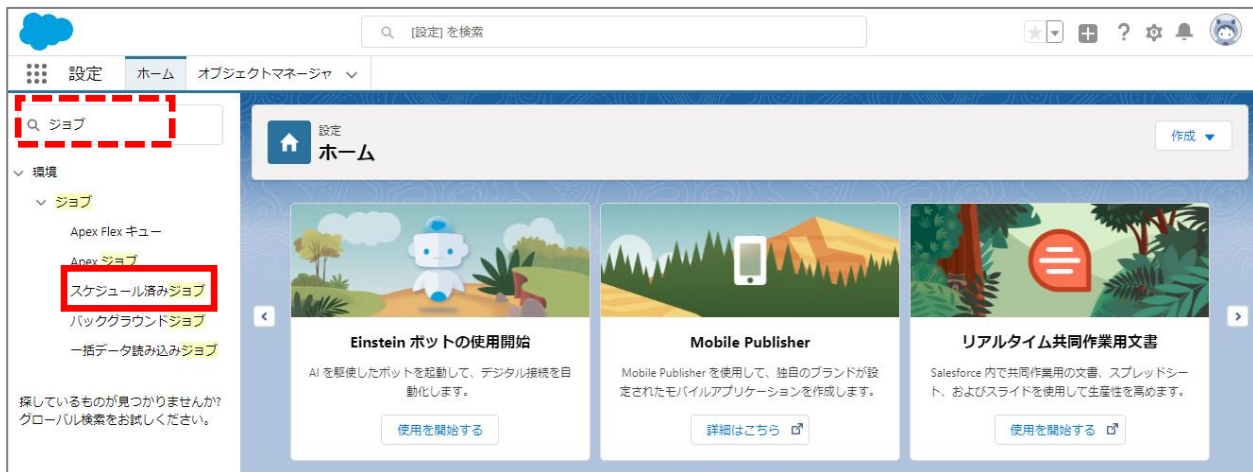 [設定] を検索
設定
ホーム
オブジェクトマネージャ
ジョブ
環境
ジョブ
Apex Flex キュー
Apex ジョブ
スケジュール済みジョブ
バックグラウンドジョブ
一括データ読み込みジョブ
探しているものが見つかりませんか?
グローバル検索をお試しください。
設定
ホーム
作成
Einstein ボットの使用開始
AI を駆使したボットを起動して、デジタル接続を自
動化します。
使用を開始する
Mobile Publisher
Mobile Publisher を使用して、独自のブランドが設
定されたモバイルアプリケーションを作成します。
詳細はこちら
リアルタイム共同作業用文書
Salesforce 内で共同作業用の文書、スプレッドシー
ト、およびスライドを使用して生産性を高めます。
使用を開始する